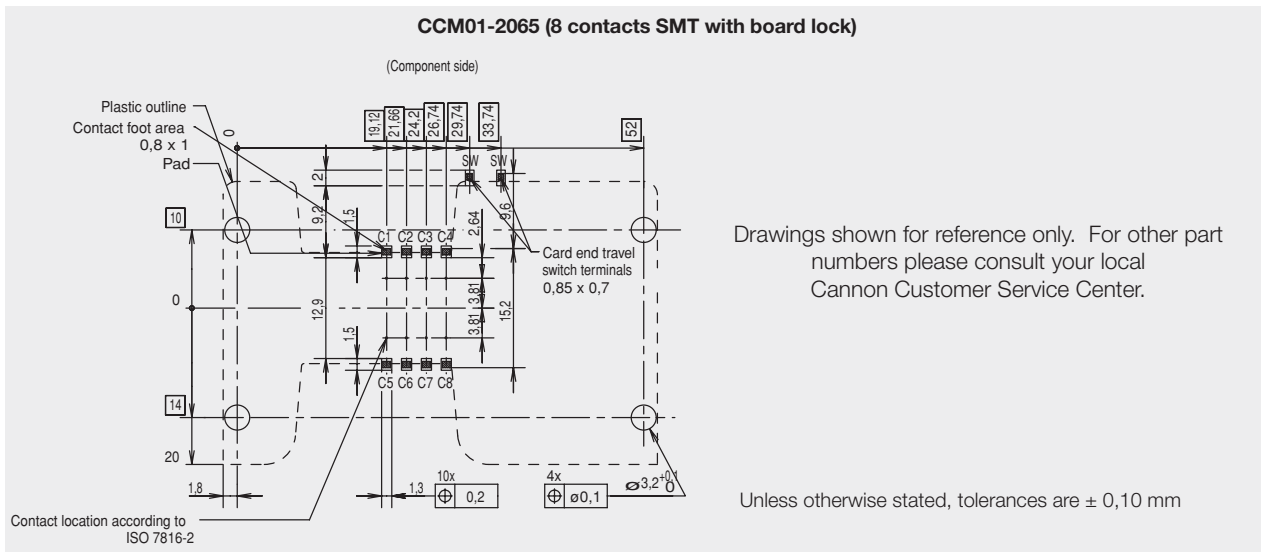 CCM01-2065 (8 contacts SMT with board lock)
(Component side)
Plastic outline
Contact foot area
0,8 x 1
Pad
0
19,12
21,66
24,2
26,74
29,74
33,74
52
SW SW
2
9,2
1,5
2,64
9,6
10
C1 C2 C3 C4
Card end travel
switch terminals
0,85 x 0,7
0
12,9
3,81
3,81
15,2
1,5
C5 C6 C7 C8
14
20
1,8
1,3
10x
0,2
4x
ø0,1
ø3,2 +0,1
0
Contact location according to
ISO 7816-2
Drawings shown for reference only. For other part
numbers please consult your local
Cannon Customer Service Center.
Unless otherwise stated, tolerances are ± 0,10 mm